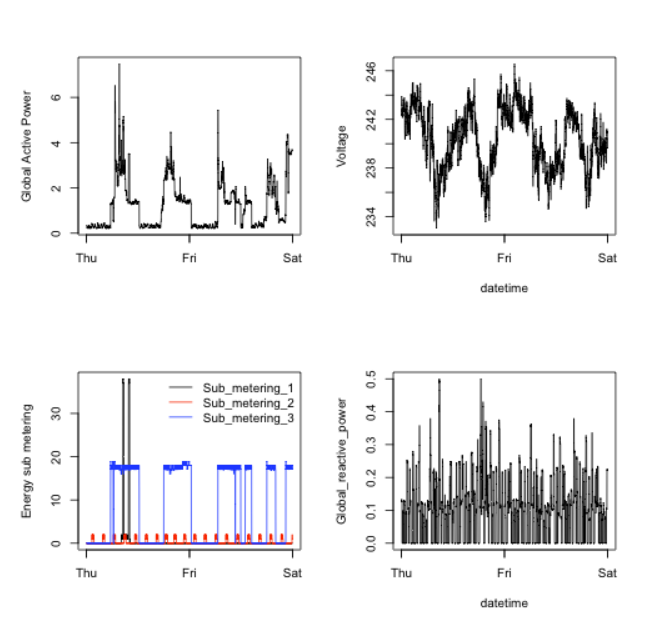 Global Active Power
6
4
2
0
Thu Fri Sat
Voltage
246
242
238
234
Thu Fri Sat
datetime
Energy sub metering
30
20
10
0
Sub_metering_1
Sub_metering_2
Sub_metering_3
Thu Fri Sat
Global_reactive_power
0.5
0.4
0.3
0.2
0.1
0.0
Thu Fri Sat
datetime